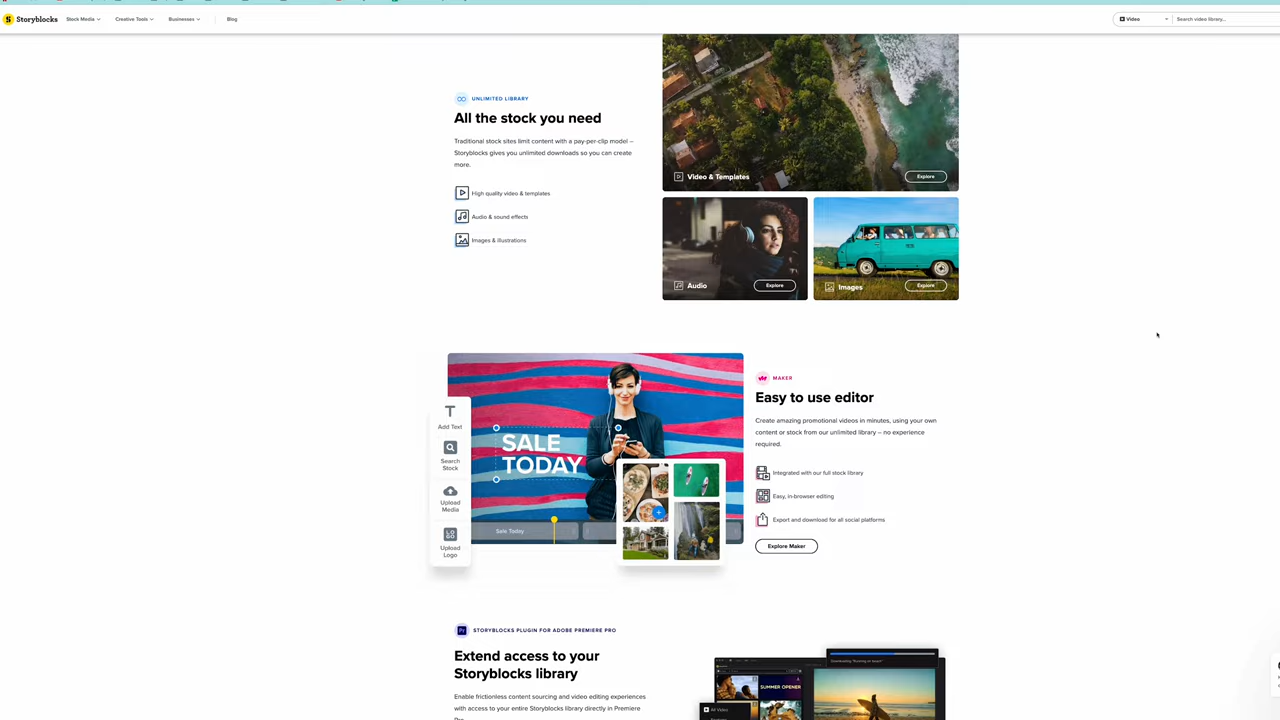 Storyblocks
Stock Media
Creative Tools
Businesses
Blog
Video
Search video library...
UNLIMITED LIBRARY
All the stock you need
Traditional stock sites limit content with a pay-per-clip model –
Storyblocks gives you unlimited downloads so you can create
more.
High quality video & templates
Audio & sound effects
Images & illustrations
Video & Templates
Explore
Audio
Explore
Images
Explore
Add Text
Search
Stock
Upload
Media
LO
GO
Upload
Logo
SALE
TODAY
Sale Today
MAKER
Easy to use editor
Create amazing promotional videos in minutes, using your own
content or stock from our unlimited library – no experience
required.
Integrated with our full stock library
Easy, in-browser editing
Export and download for all social platforms
Explore Maker
Pr
STORYBLOCKS PLUGIN FOR ADOBE PREMIERE PRO
Extend access to your
Storyblocks library
Enable frictionless content sourcing and video editing experiences
with access to your entire Storyblocks library directly in Premiere
SUMMER OPENER
All Video